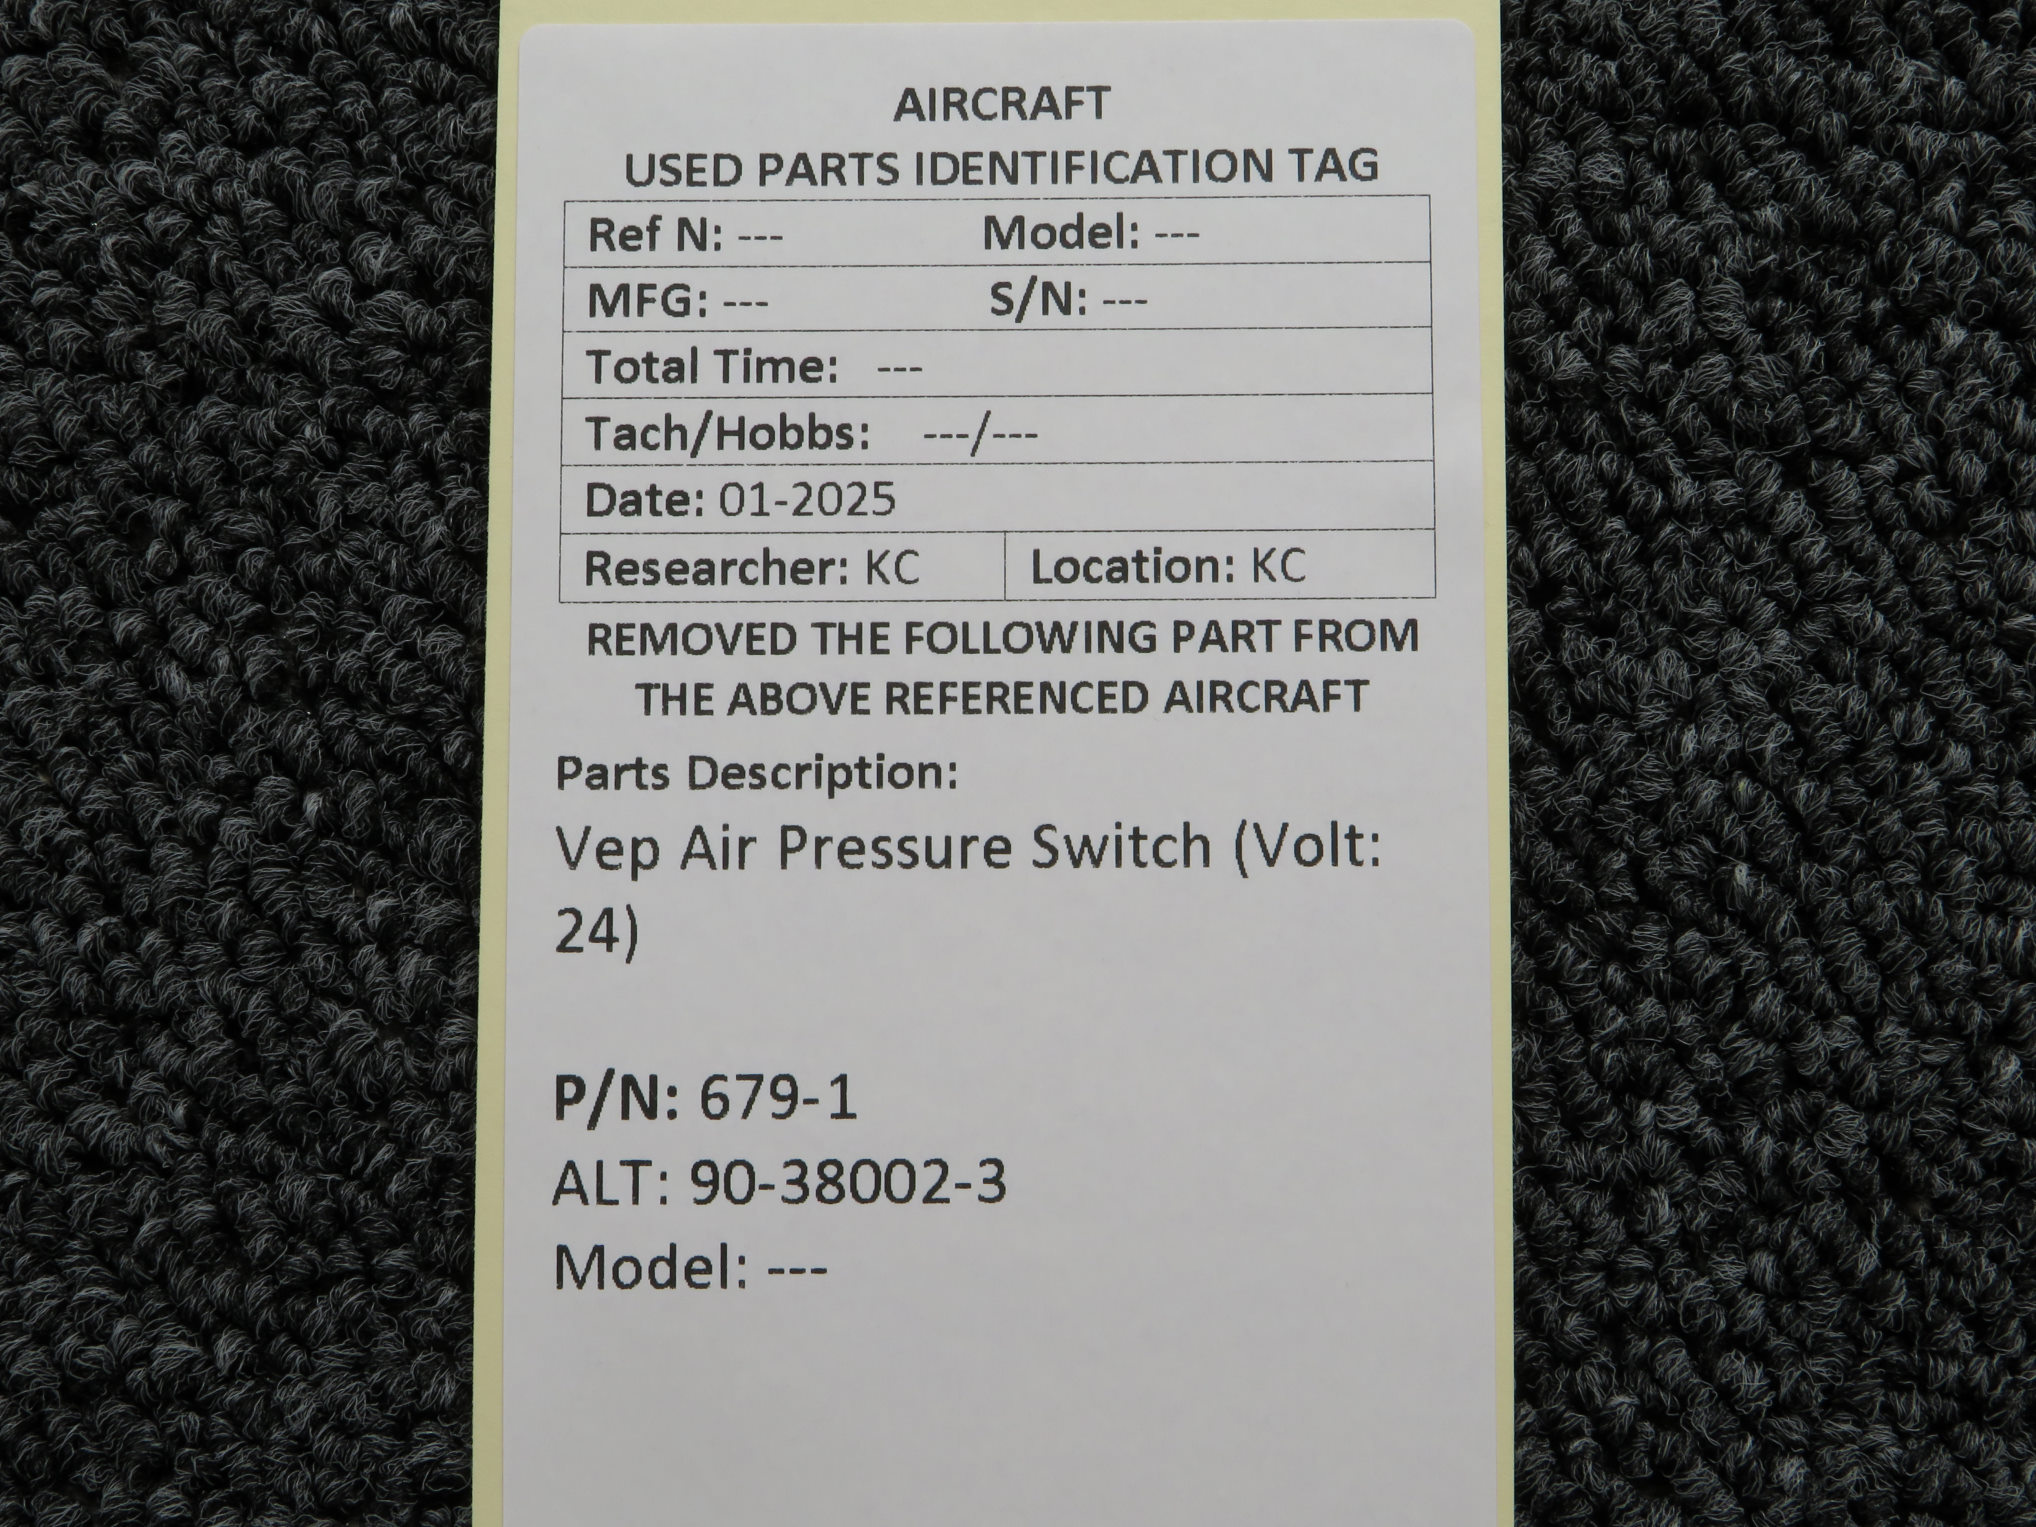 AIRCRAFT
USED PARTS IDENTIFICATION TAG
Ref N: --- Model: ---
MFG: --- S/N: ---
Total Time: ---
Tach/Hobbs: ---/---
Date: 01-2025
Researcher: KC Location: KC
REMOVED THE FOLLOWING PART FROM
THE ABOVE REFERENCED AIRCRAFT
Parts Description:
Vep Air Pressure Switch (Volt:
24)
P/N: 679-1
ALT: 90-38002-3
Model: ---